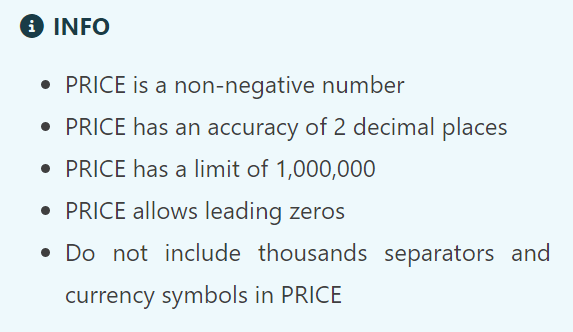 INFO
PRICE is a non-negative number
PRICE has an accuracy of 2 decimal places
PRICE has a limit of 1,000,000
PRICE allows leading zeros
Do not include thousands separators and
currency symbols in PRICE